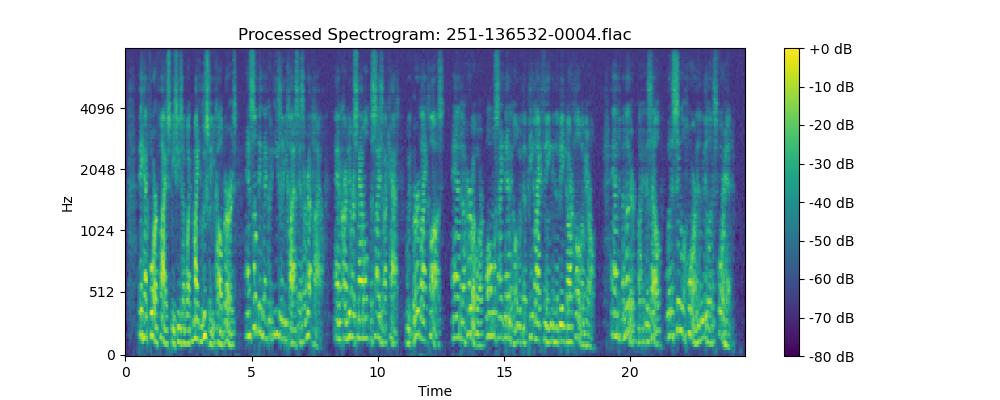 Processed Spectrogram: 251-136532-0004.flac
+0 dB
4096
-10 dB
-20 dB
2048
-30 dB
Hz
-40 dB
1024
-50 dB
512
-60 dB
-70 dB
0
-80 dB
0 5 10 15 20
Time